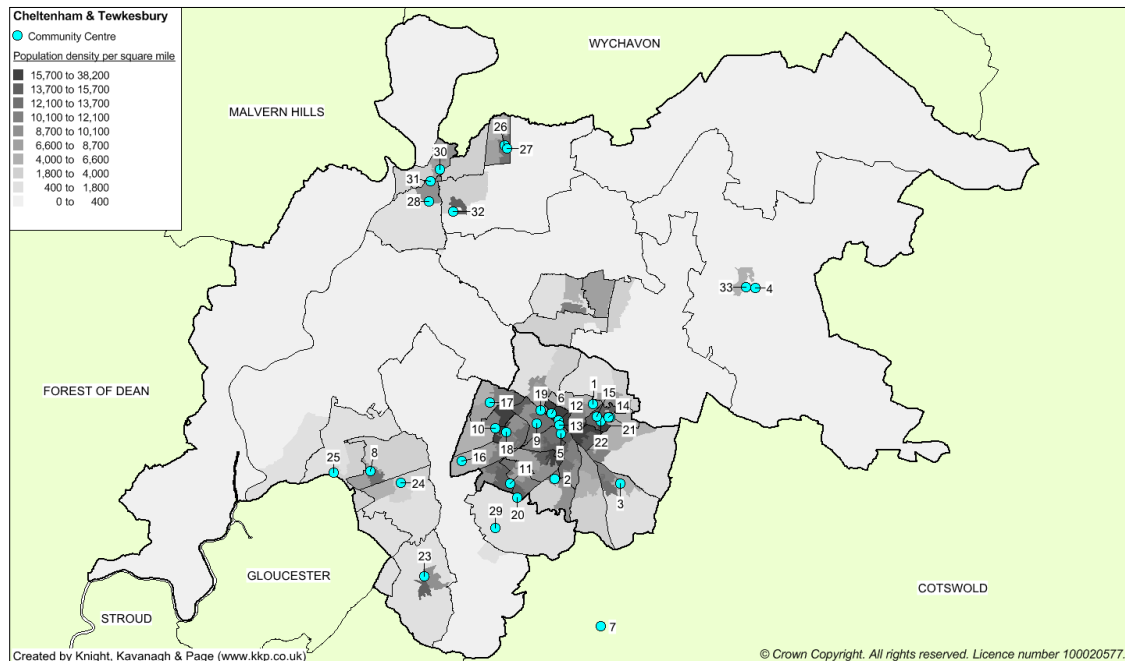 Cheltenham & Tewkesbury
Community Centre
Population density per square mile
15,700 to 38,200
13,700 to 15,700
12,100 to 13,700
10,100 to 12,100
8,700 to 10,100
6,600 to 8,700
4,000 to 6,600
1,800 to 4,000
400 to 1,800
0 to 400
WYCHAVON
MALVERN HILLS
26
27
30
31
28
32
33
4
FOREST OF DEAN
1
15
6
19
12
14
17
13
21
10
18
9
22
5
16
25
8
11
2
24
3
20
29
23
GLOUCESTER
COTSWOLD
STROUD
7
Created by Knight, Kavanagh & Page (www.kkp.co.uk)
© Crown Copyright. All rights reserved. Licence number 100020577.